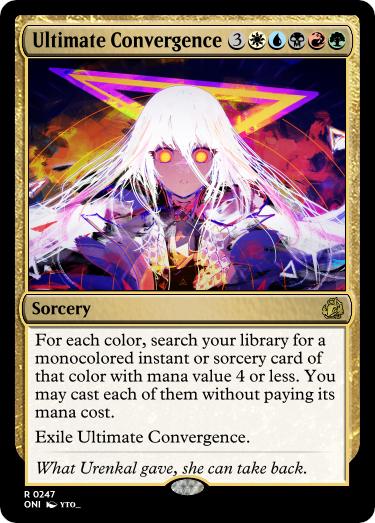 Ultimate Convergence 3
Sorcery
For each color, search your library for a
monocolored instant or sorcery card of
that color with mana value 4 or less. You
may cast each of them without paying its
mana cost.
Exile Ultimate Convergence.
What Urenkal gave, she can take back.
R 0247
ONI YTO_